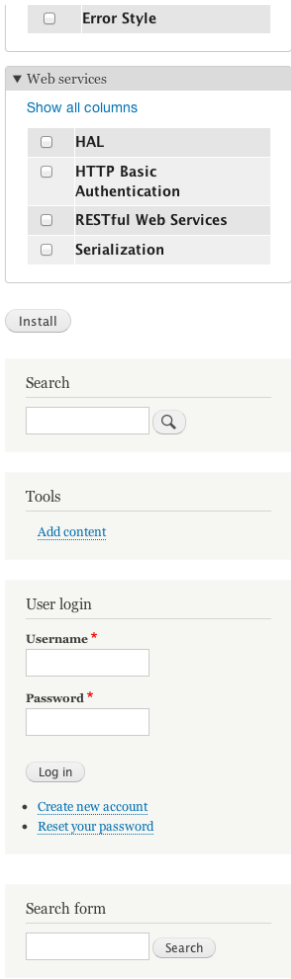 Error Style
Web services
Show all columns
HAL
HTTP Basic
Authentication
RESTful Web Services
Serialization
Install
Search
Tools
Add content
User login
Username *
Password *
Log in
Create new account
Reset your password
Search form
Search